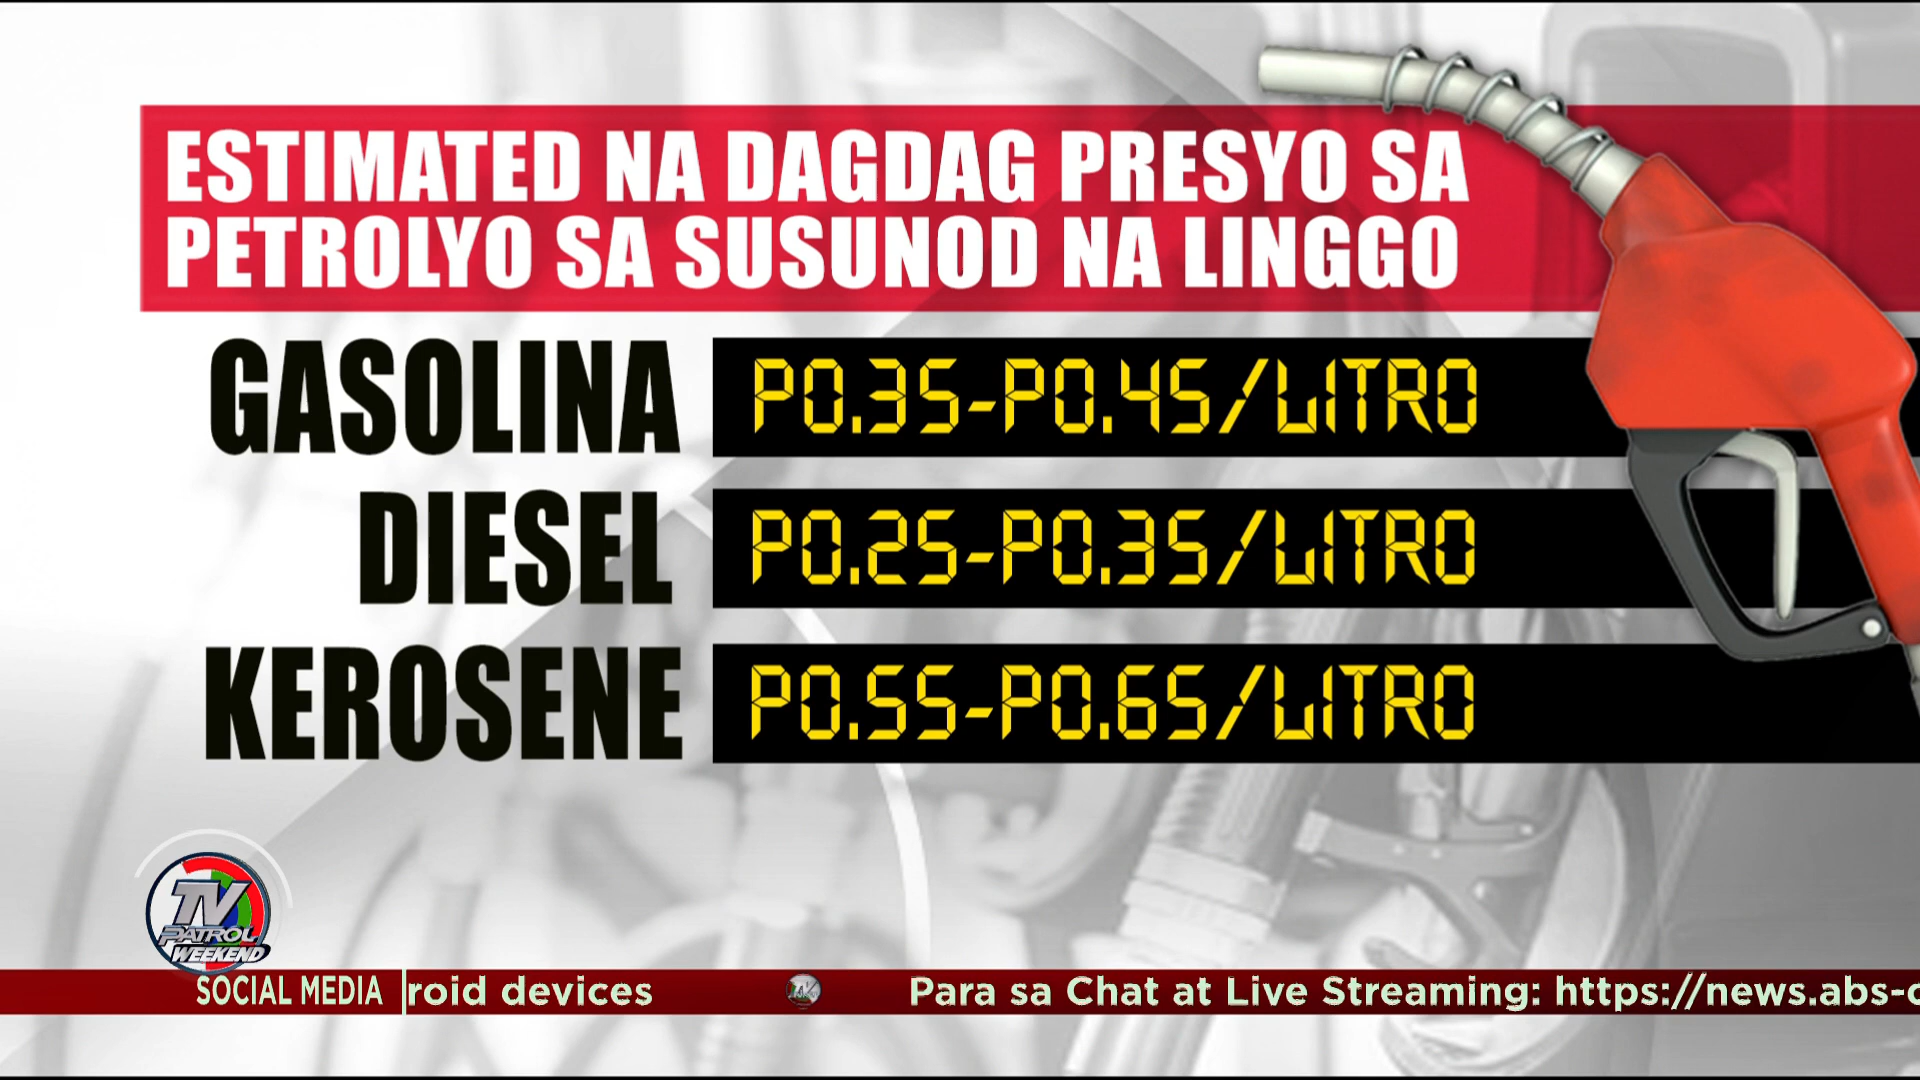 ESTIMATED NA DAGDAG PRESYO SA
PETROLYO SA SUSUNOD NA LINGGO
GASOLINA P0.35-P0.45/LITRO
DIESEL P0.25-P0.35/LITRO
KEROSENE P0.55-P0.65/LITRO
TV
PATROL
WEEKEND
SOCIAL MEDIA roid devices Para sa Chat at Live Streaming: https://news.abs-c